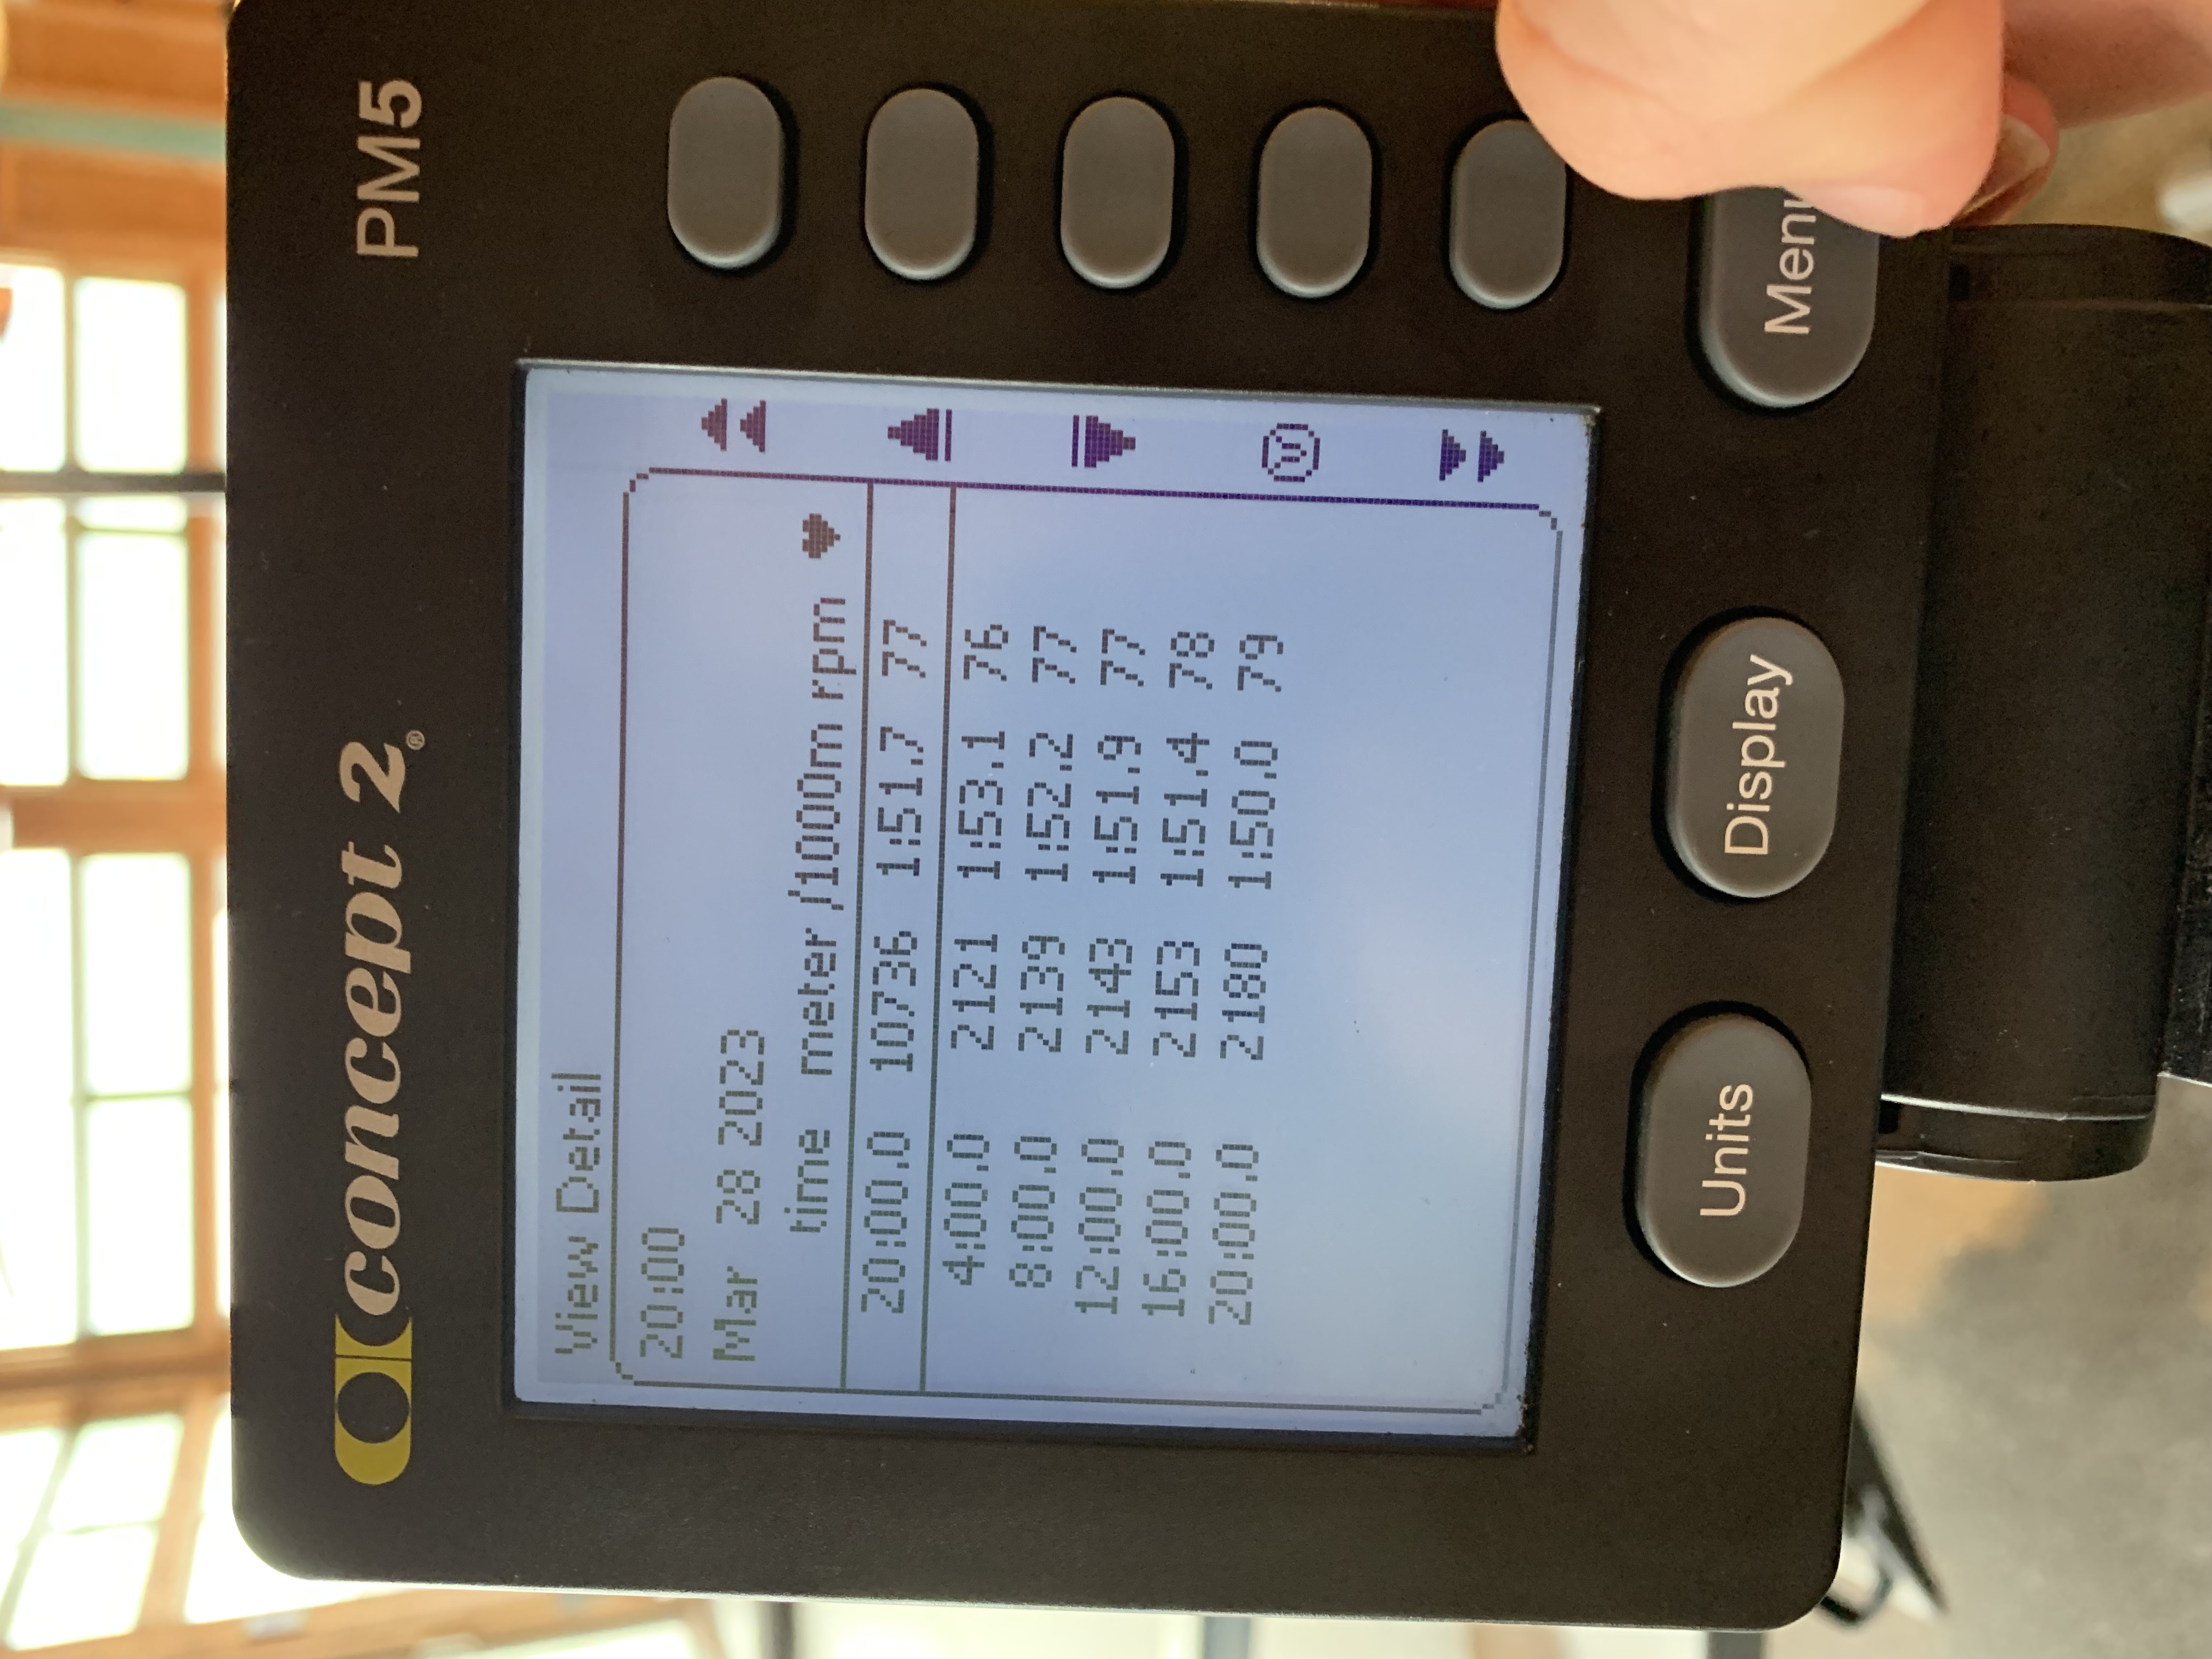 concept 2®
PM5
View Detail
20:00
Mar 28 2023
time meter /1000m rpm ♥
20:00.0 10736 1:51.7 77
4:00.0 2121 1:53.1 76
8:00.0 2139 1:52.2 77
12:00.0 2143 1:51.9 77
16:00.0 2153 1:51.4 78
20:00.0 2180 1:50.0 79
V
Units
Display
Menu